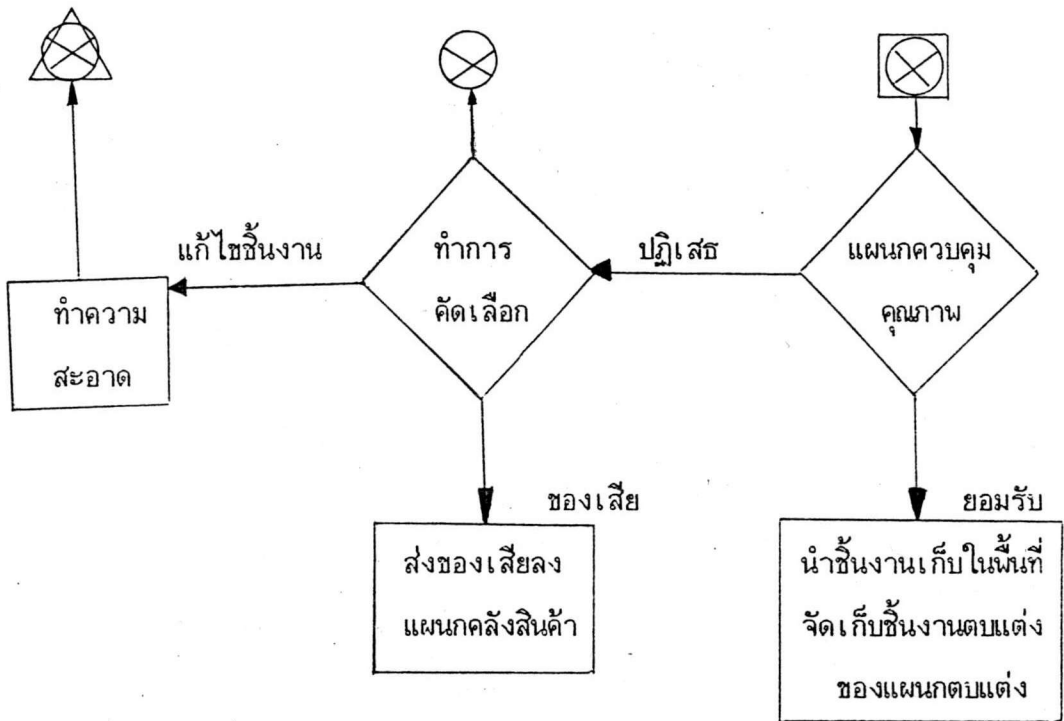 แก้ไขชิ้นงาน
ทำการ
คัดเลือก
ปฏิเสธ
แผนกควบคุม
คุณภาพ
ทำความ
สะอาด
ของเสีย
ยอมรับ
ส่งของเสียลง
แผนกคลังสินค้า
นำชิ้นงานเก็บในพื้นที่
จัดเก็บชิ้นงานตบแต่ง
ของแผนกตบแต่ง